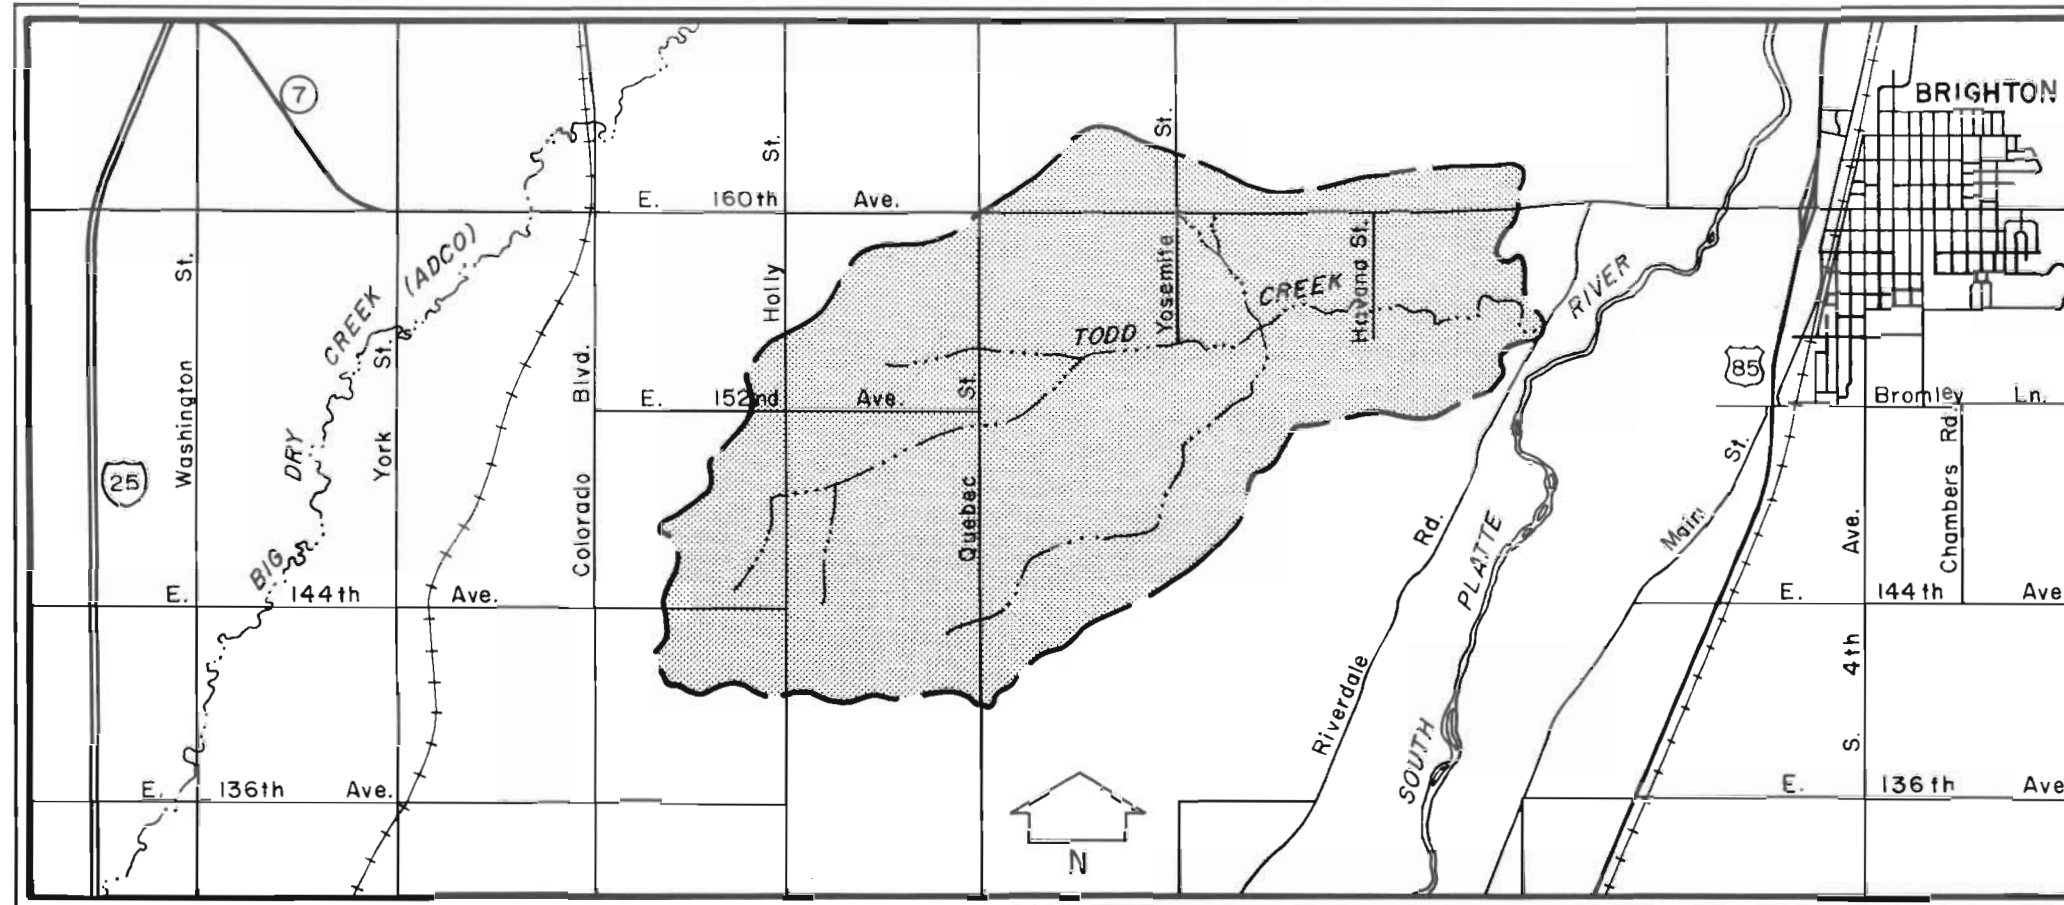 BRIGHTON
7
St.
St.
E. 160th Ave.
BIG DRY CREEK (ADCO)
Washington St.
York St.
Colorado Blvd.
Holly
Quebec St.
Yosemite
Havana St.
TODD CREEK
E. 152nd Ave.
SOUTH PLATTE RIVER
85
25
Bromley Ln.
Chambers Rd.
Main St.
Riverdale Rd.
S. 4th Ave.
E. 144th Ave.
E. 144th Ave
E. 136th Ave.
E. 136th Ave
N